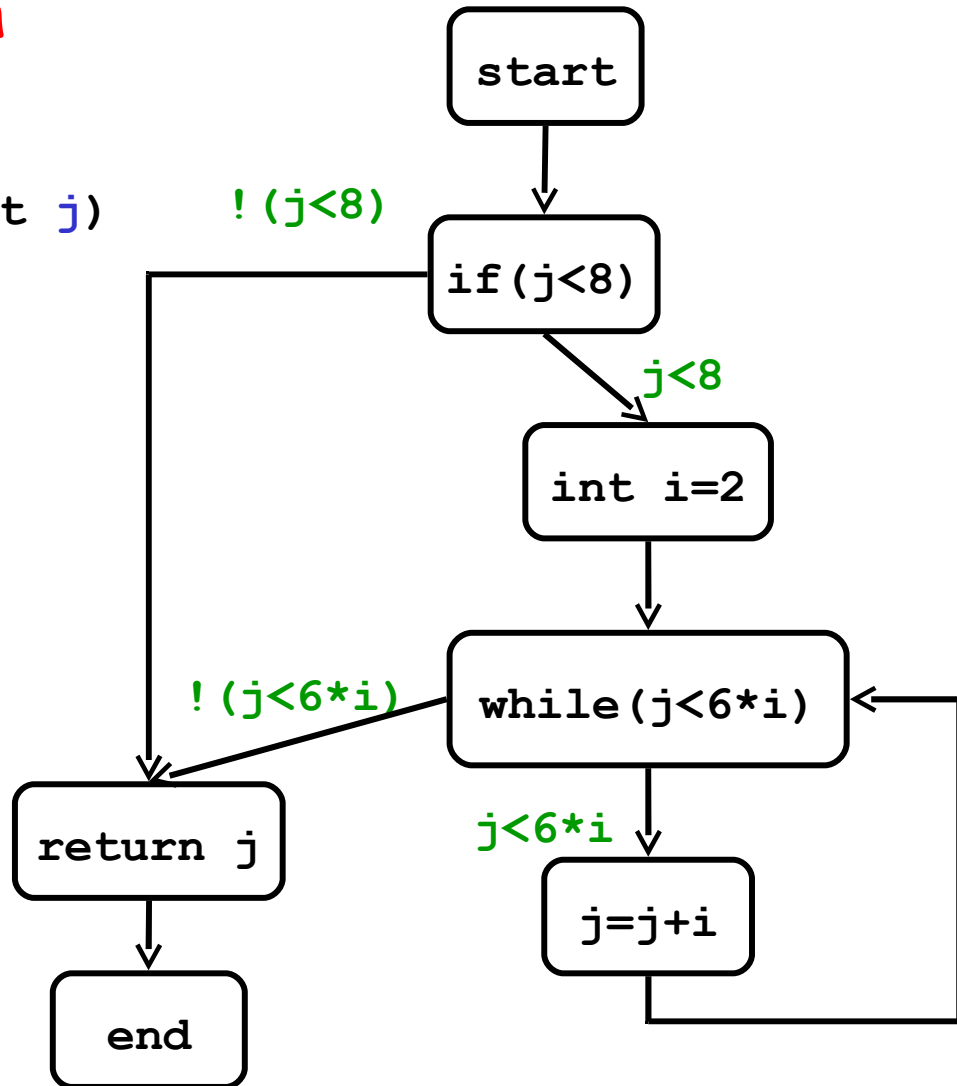 start
t j)
!(j<8)
if(j<8)
j<8
int i=2
!(j<6*i)
while(j<6*i)
return j
j<6*i
j=j+i
end